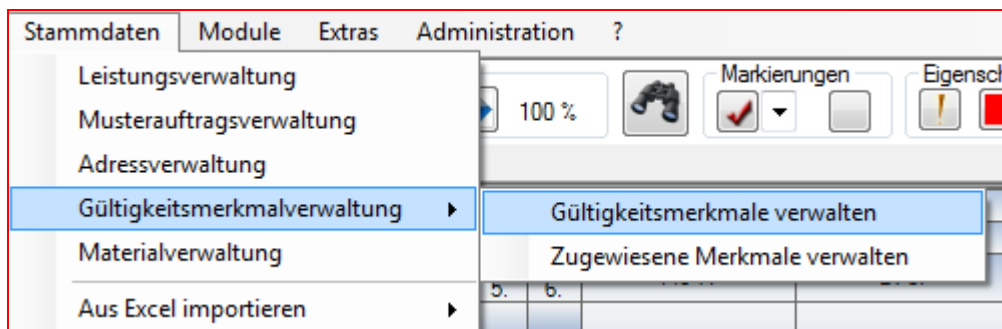 Stammdaten Module Extras Administration ?
Leistungsverwaltung
Musterauftragsverwaltung
Adressverwaltung
Gültigkeitsmerkmalverwaltung
Materialverwaltung
Aus Excel importieren
100 %
Markierungen
Gültigkeitsmerkmale verwalten
Zugewiesene Merkmale verwalten
5. 6.